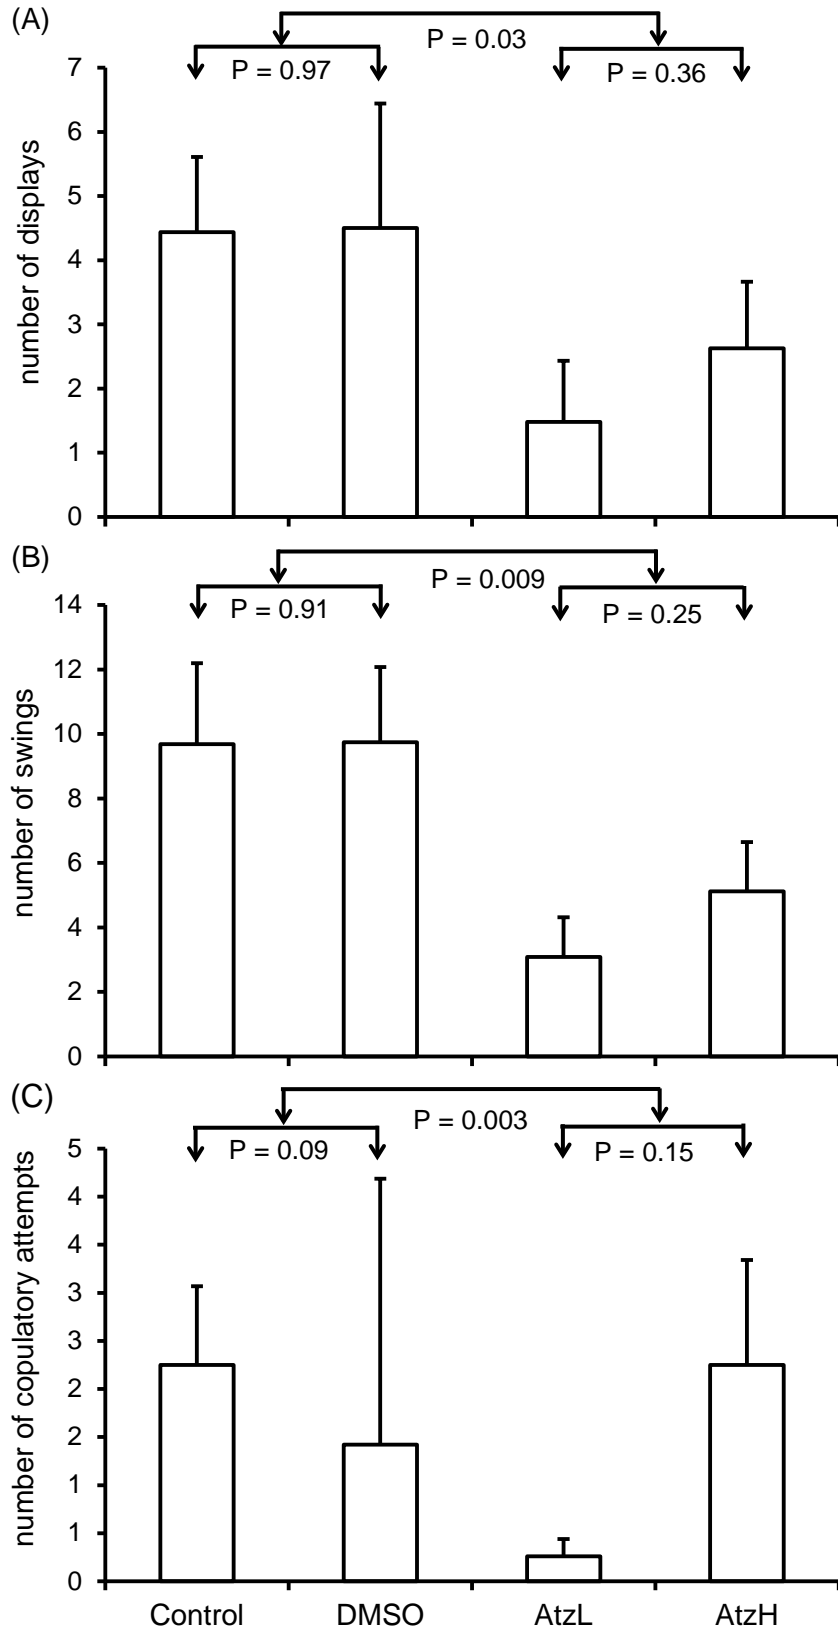 (A)
P = 0.03
P = 0.97
P = 0.36
number of displays
7
6
5
4
3
2
1
0
(B)
P = 0.009
P = 0.91
P = 0.25
number of swings
14
12
10
8
6
4
2
0
(C)
P = 0.003
P = 0.09
P = 0.15
number of copulatory attempts
5
4
4
3
3
2
2
1
1
0
Control DMSO AtzL AtzH